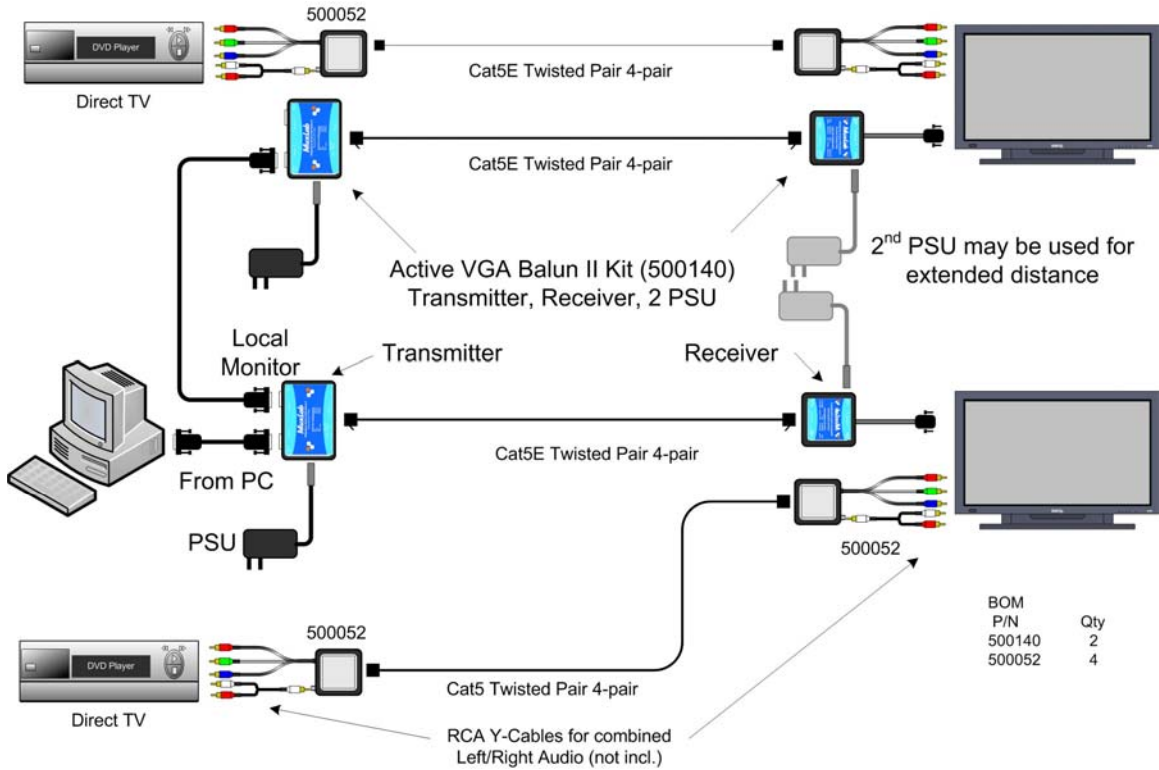 500052
DVD Player
Direct TV
Cat5E Twisted Pair 4-pair
Cat5E Twisted Pair 4-pair
Active VGA Balun II Kit (500140)
Transmitter, Receiver, 2 PSU
2nd PSU may be used for
extended distance
Local
Monitor
Transmitter
Receiver
Cat5E Twisted Pair 4-pair
From PC
PSU
500052
BOM
P/N Qty
500140 2
500052 4
500052
DVD Player
Direct TV
Cat5 Twisted Pair 4-pair
RCA Y-Cables for combined
Left/Right Audio (not incl.)